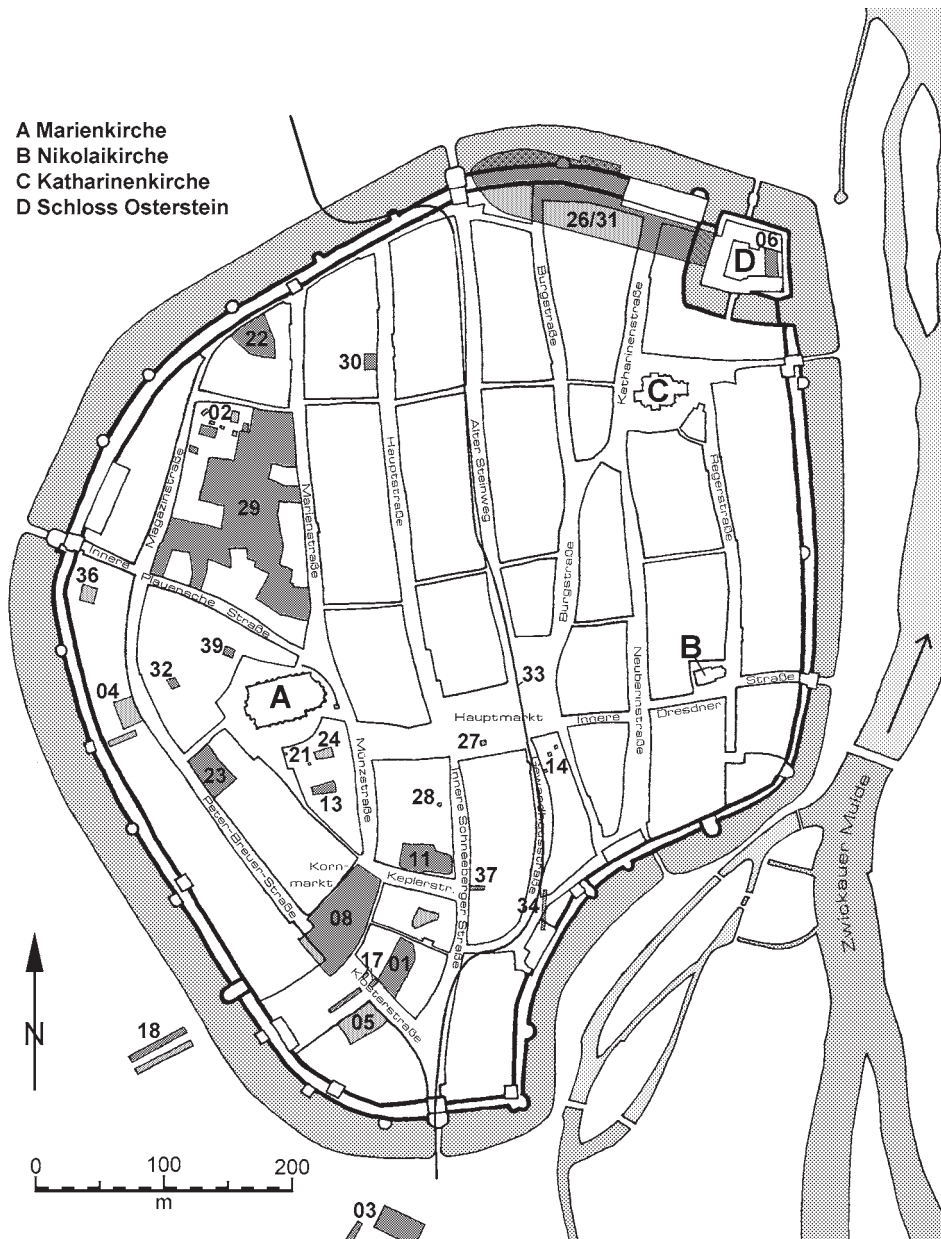 A Marienkirche
B Nikolaikirche
C Katharinenkirche
D Schloss Osterstein
26/31
06
D
22
30
Burgstraße
Katharinenstraße
C
02
Magazinstraße
29
Marienstraße
Hauptstraße
Alter Steinweg
Regerstraße
36
Innere Plauensche Straße
Burgstraße
39
32
B
33
04
A
Neuberinstraße
Straße
Hauptmarkt
Innere
Dresdner
24
21
27
14
23
13
Münzstraße
28
Innere Schneeberger Straße
Gewandhausstraße
Zwickauer Mulde
Peter-Breuer-Straße
11
Korn-
markt
Keplerstr.
37
08
34
17
01
Klosterstraße
05
18
N
0 100 200
m
03